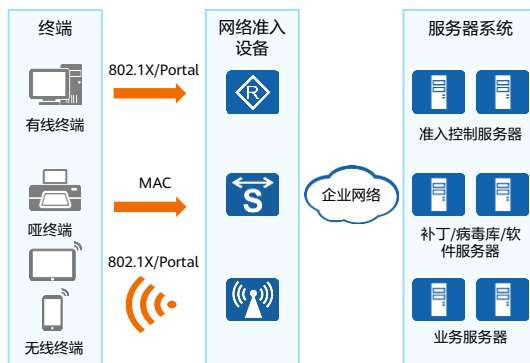 终端
网络准入
设备
服务器系统
802.1X/Portal
R
有线终端
准入控制服务器
MAC
S
企业网络
哑终端
补丁/病毒库/软
件服务器
802.1X/Portal
无线终端
业务服务器